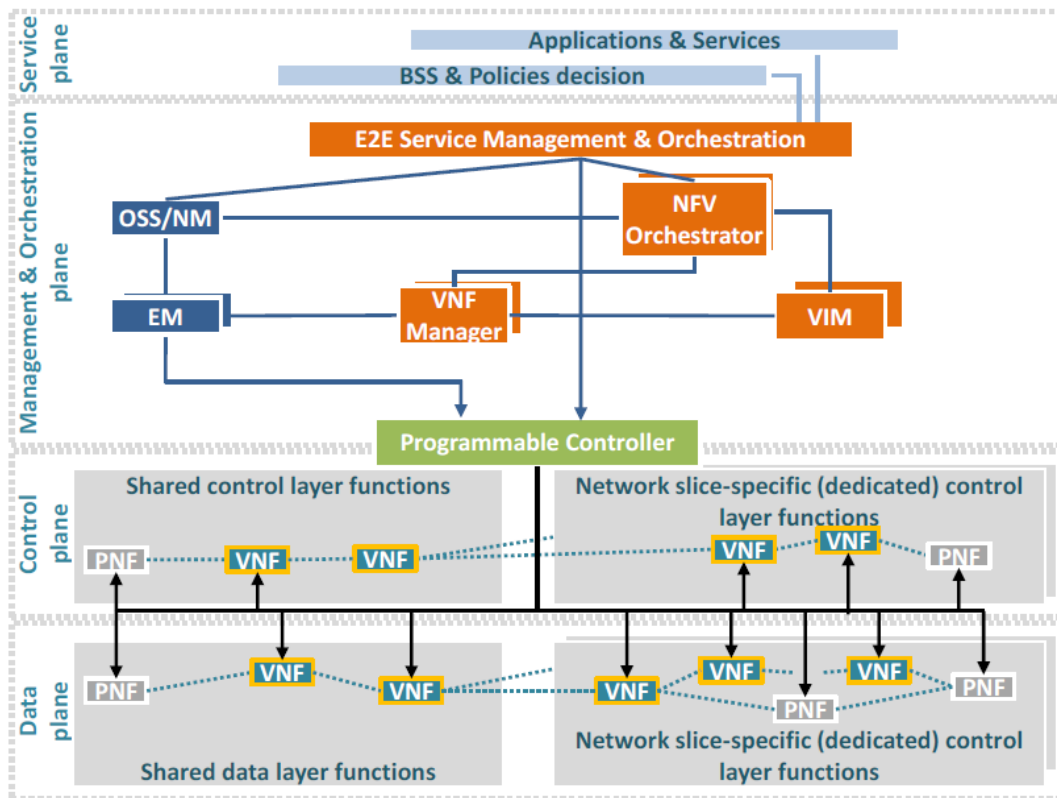 Service
plane
Applications & Services
BSS & Policies decision
Management & Orchestration
plane
E2E Service Management & Orchestration
OSS/NM
NFV
Orchestrator
EM
VNF
Manager
VIM
Programmable Controller
Control
plane
Shared control layer functions
Network slice-specific (dedicated) control
layer functions
PNF
VNF
VNF
VNF
VNF
PNF
Data
plane
PNF
VNF
VNF
VNF
VNF
PNF
VNF
PNF
Shared data layer functions
Network slice-specific (dedicated) control
layer functions